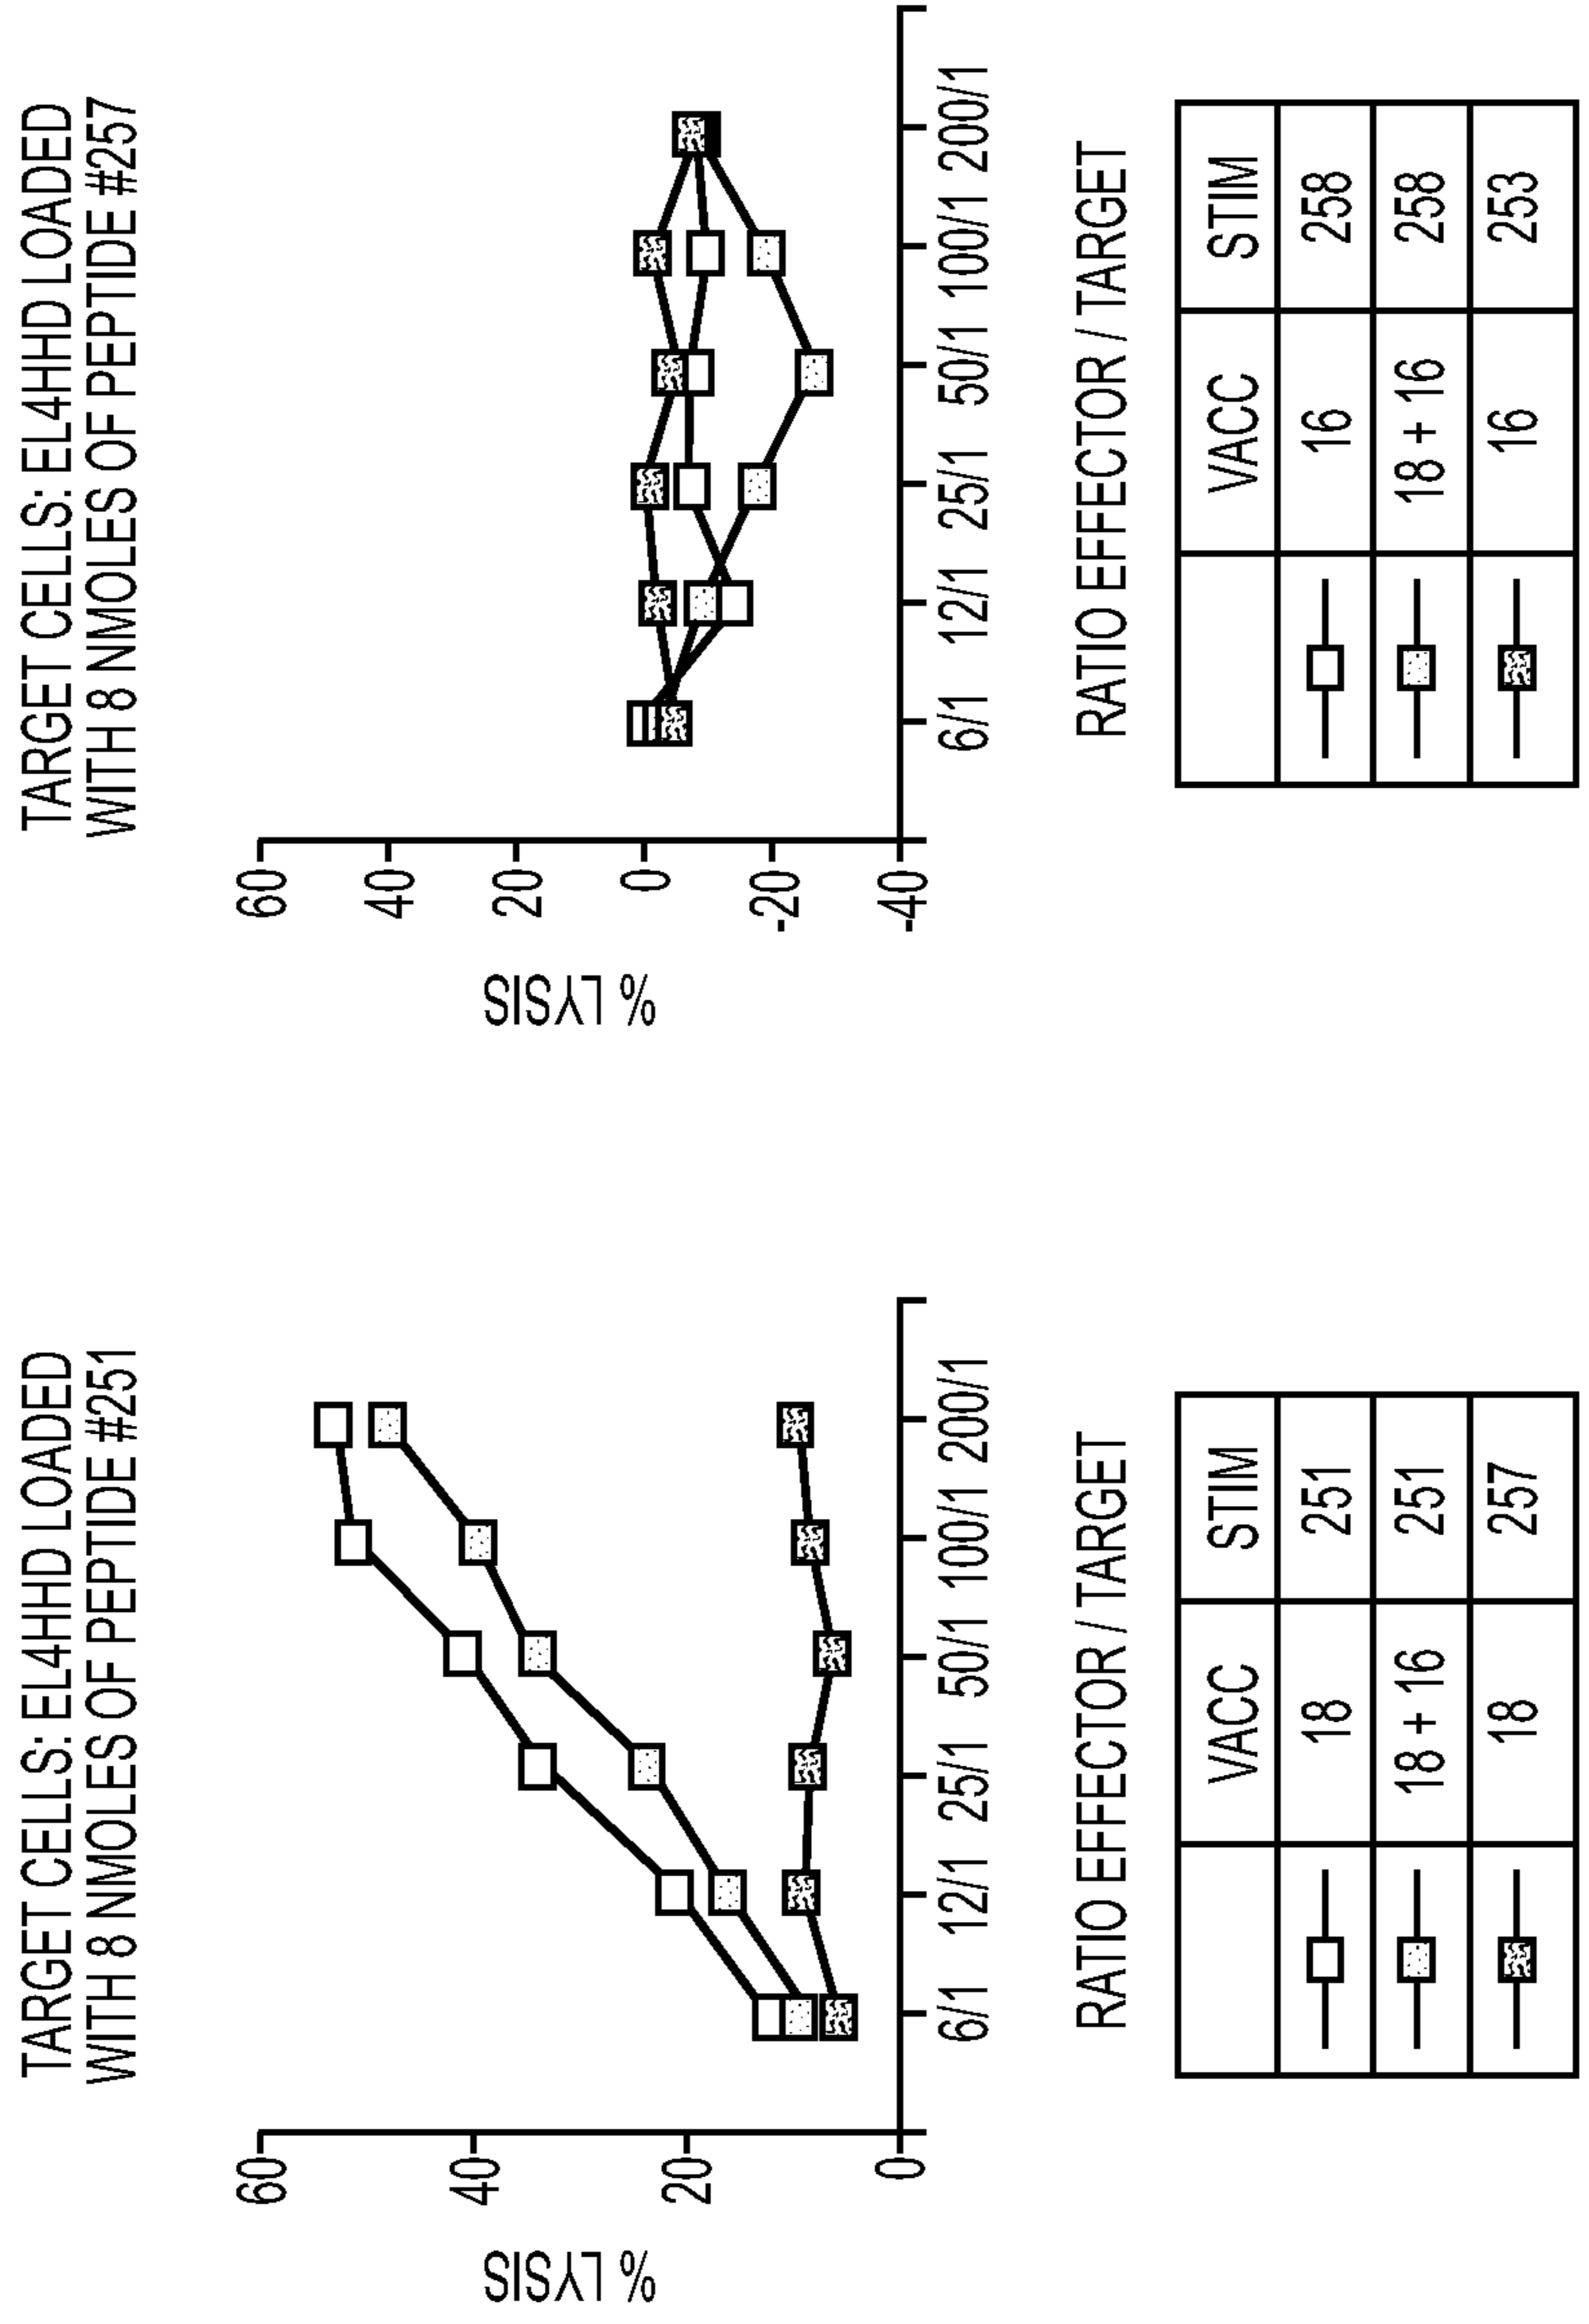 TARGET CELLS: EL4HHD LOADED
WITH 8 NMOLES OF PEPTIDE #251
% LYSIS
60
40
20
0
6/1 12/1 25/1 50/1 100/1 200/1
RATIO EFFECTOR / TARGET
VACC STIM
18 251
18 + 16 251
18 257
TARGET CELLS: EL4HHD LOADED
WITH 8 NMOLES OF PEPTIDE #257
% LYSIS
60
40
20
0
-20
-40
6/1 12/1 25/1 50/1 100/1 200/1
RATIO EFFECTOR / TARGET
VACC STIM
16 258
18 + 16 258
16 253